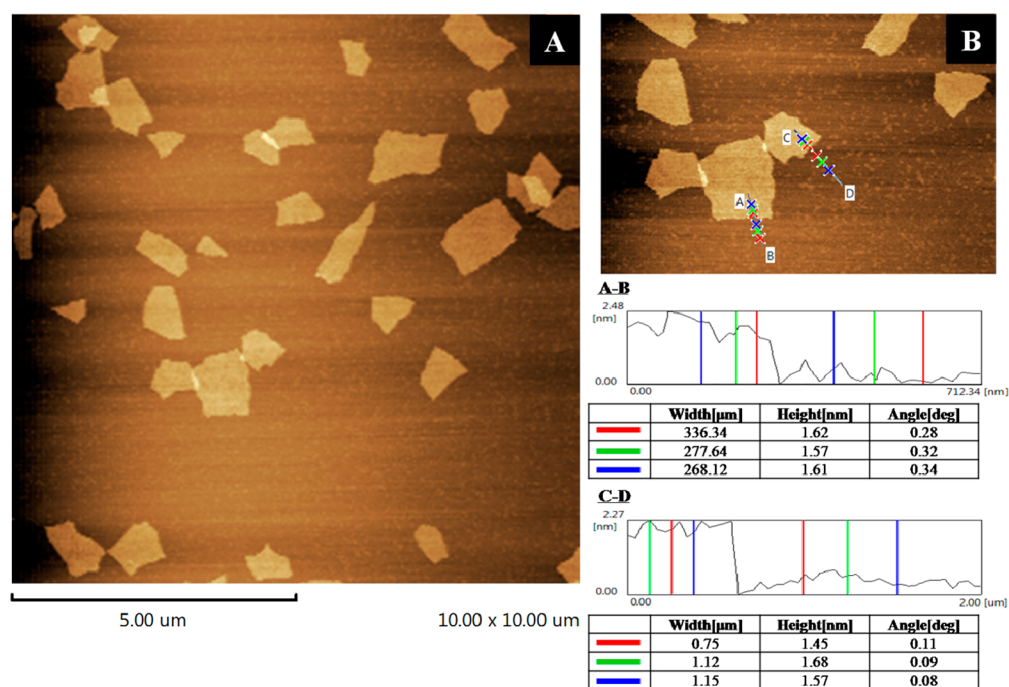 A
5.00 um
10.00 x 10.00 um
B
C
D
A
B
A-B
2.48
[nm]
0.00
0.00
712.34 [nm]
Width[μm] Height[nm] Angle[deg]
336.34 1.62 0.28
277.64 1.57 0.32
268.12 1.61 0.34
C-D
2.27
[nm]
0.00
0.00
2.00 [um]
Width[μm] Height[nm] Angle[deg]
0.75 1.45 0.11
1.12 1.68 0.09
1.15 1.57 0.08